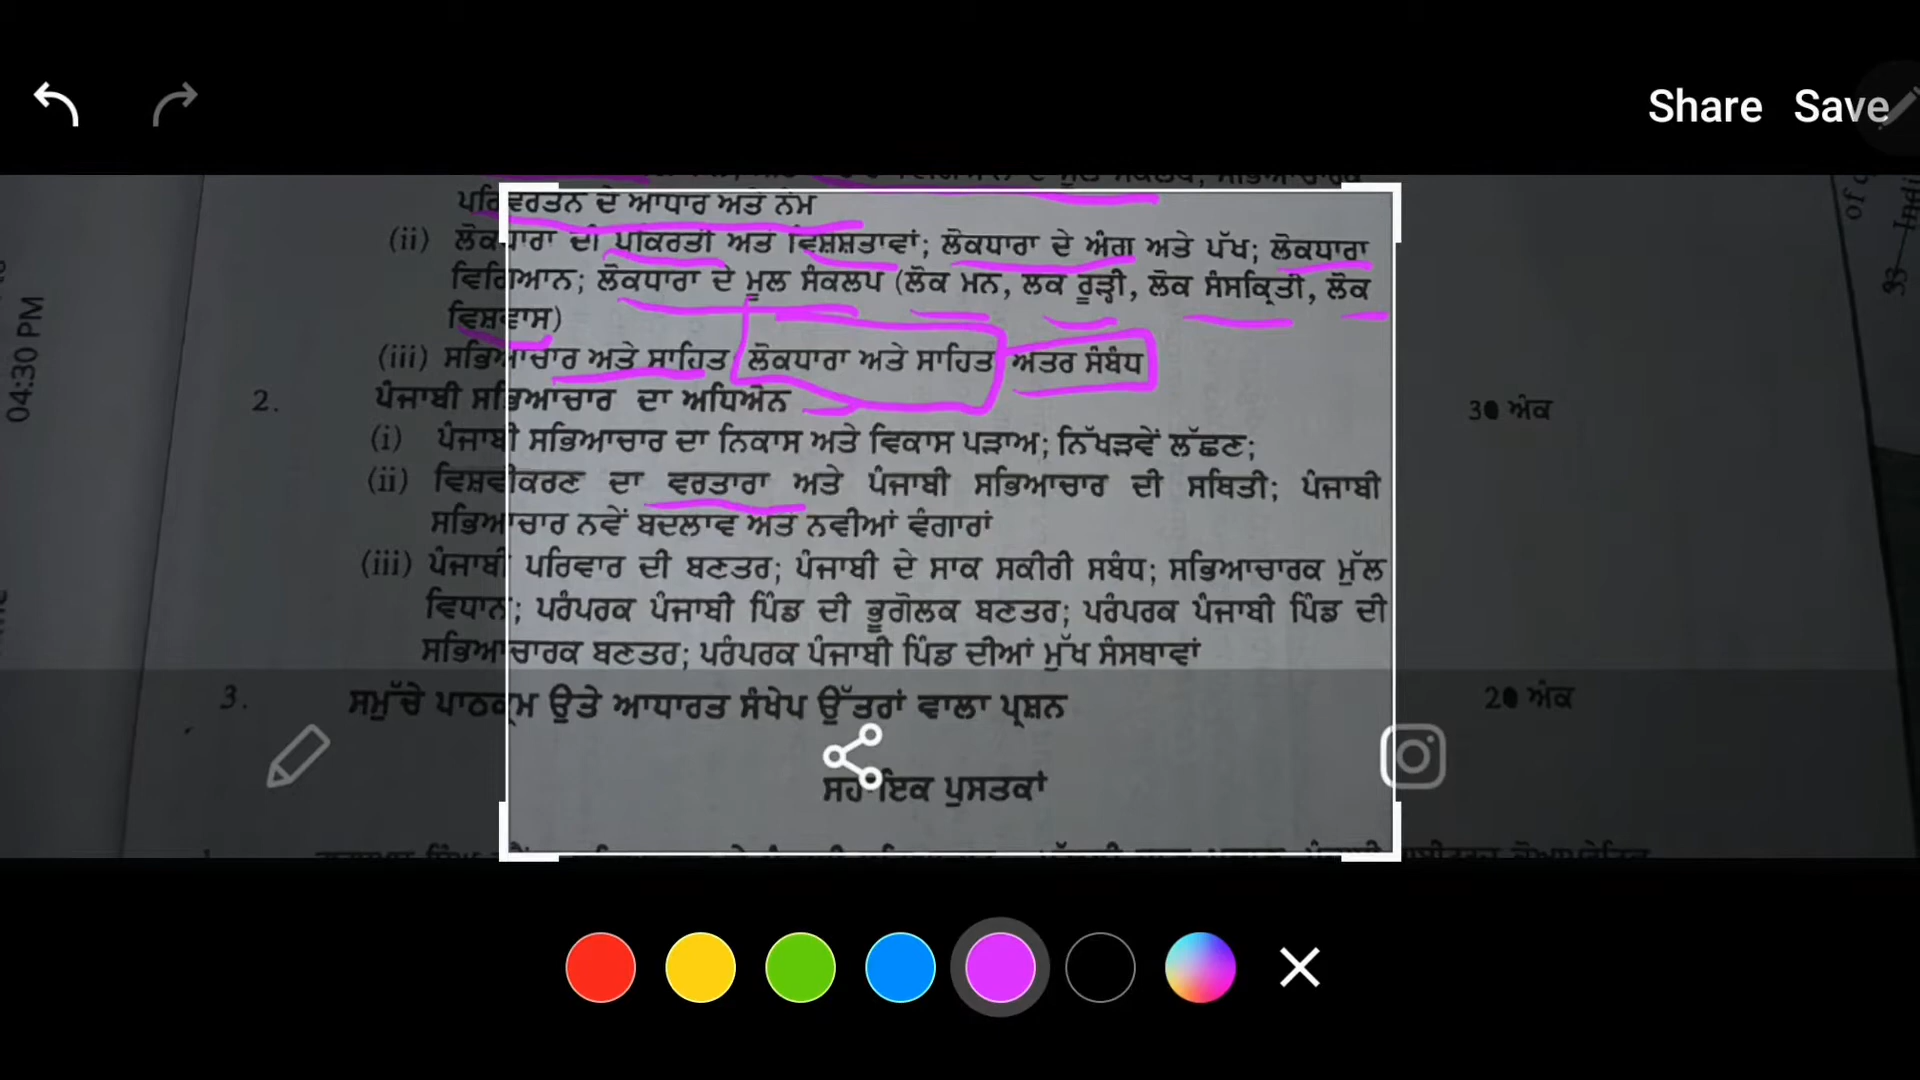 Share Save
04:30 PM
ਪਰਿਵਰਤਨ ਦੇ ਆਧਾਰ ਅਤੇ ਨੇਮ
(ii) ਲੋਕਧਾਰਾ ਦੀ ਪ੍ਰਕਿਰਤੀ ਅਤੇ ਵਿਸ਼ੇਸ਼ਤਾਵਾਂ; ਲੋਕਧਾਰਾ ਦੇ ਅੰਗ ਅਤੇ ਪੱਖ; ਲੋਕਧਾਰਾ
ਵਿਗਿਆਨ; ਲੋਕਧਾਰਾ ਦੇ ਮੂਲ ਸੰਕਲਪ (ਲੋਕ ਮਨ, ਲਕ ਰੂੜ੍ਹੀ, ਲੋਕ ਸੰਸਕ੍ਰਿਤੀ, ਲੋਕ
ਵਿਸ਼ਵਾਸ)
(iii) ਸਭਿਆਚਾਰ ਅਤੇ ਸਾਹਿਤ ਲੋਕਧਾਰਾ ਅਤੇ ਸਾਹਿਤ ਅਤਰ ਸੰਬੰਧ
2. ਪੰਜਾਬੀ ਸਭਿਆਚਾਰ ਦਾ ਅਧਿਐਨ 30 ਅੰਕ
(i) ਪੰਜਾਬੀ ਸਭਿਆਚਾਰ ਦਾ ਨਿਕਾਸ ਅਤੇ ਵਿਕਾਸ ਪੜਾਅ; ਨਿੱਖੜਵੇਂ ਲੱਛਣ;
(ii) ਵਿਸ਼ਵੀਕਰਣ ਦਾ ਵਰਤਾਰਾ ਅਤੇ ਪੰਜਾਬੀ ਸਭਿਆਚਾਰ ਦੀ ਸਥਿਤੀ; ਪੰਜਾਬੀ
ਸਭਿਆਚਾਰ ਨਵੇਂ ਬਦਲਾਵ ਅਤੇ ਨਵੀਆਂ ਵੰਗਾਰਾਂ
(iii) ਪੰਜਾਬੀ ਪਰਿਵਾਰ ਦੀ ਬਣਤਰ; ਪੰਜਾਬੀ ਦੇ ਸਾਕ ਸਕੀਰੀ ਸਬੰਧ; ਸਭਿਆਚਾਰਕ ਮੁੱਲ
ਵਿਧਾਨ; ਪਰੰਪਰਕ ਪੰਜਾਬੀ ਪਿੰਡ ਦੀ ਭੂਗੋਲਕ ਬਣਤਰ; ਪਰੰਪਰਕ ਪੰਜਾਬੀ ਪਿੰਡ ਦੀ
ਸਭਿਆਚਾਰਕ ਬਣਤਰ; ਪਰੰਪਰਕ ਪੰਜਾਬੀ ਪਿੰਡ ਦੀਆਂ ਮੁੱਖ ਸੰਸਥਾਵਾਂ
3. ਸਮੁੱਚੇ ਪਾਠਕ੍ਰਮ ਉਤੇ ਆਧਾਰਤ ਸੰਖੇਪ ਉੱਤਰਾਂ ਵਾਲਾ ਪ੍ਰਸ਼ਨ 20 ਅੰਕ
ਸਹਾਇਕ ਪੁਸਤਕਾਂ